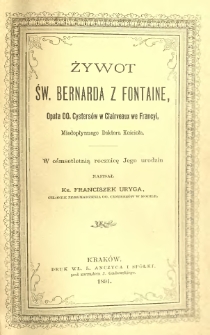 ŻYWOT
ŚW. BERNARDA Z FONTAINE,
Opata OO. Cystersów w Clairveaux we Francyi,
Miodopłynnego Doktora Kościoła.
W ośmsetletnią rocznicę Jego urodzin
NAPISAŁ
Ks. FRANCISZEK URYGA,
KRAKÓW.
DRUK WŁ. L. ANCZYCA I SPÓŁKI,
1891.